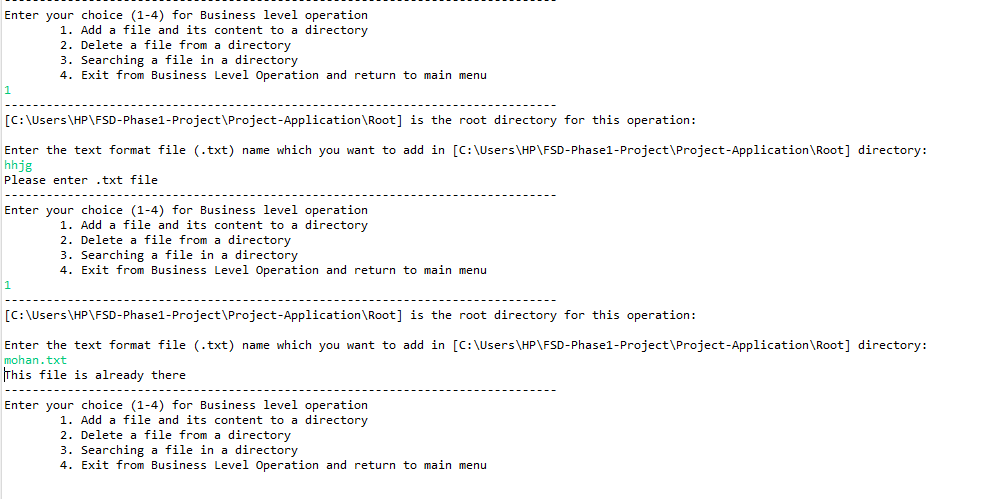 ------------------------------------------------------------------------------
Enter your choice (1-4) for Business level operation
1. Add a file and its content to a directory
2. Delete a file from a directory
3. Searching a file in a directory
4. Exit from Business Level Operation and return to main menu
1
------------------------------------------------------------------------------
[C:\Users\HP\FSD-Phase1-Project\Project-Application\Root] is the root directory for this operation:
Enter the text format file (.txt) name which you want to add in [C:\Users\HP\FSD-Phase1-Project\Project-Application\Root] directory:
hhjg
Please enter .txt file
------------------------------------------------------------------------------
Enter your choice (1-4) for Business level operation
1. Add a file and its content to a directory
2. Delete a file from a directory
3. Searching a file in a directory
4. Exit from Business Level Operation and return to main menu
1
------------------------------------------------------------------------------
[C:\Users\HP\FSD-Phase1-Project\Project-Application\Root] is the root directory for this operation:
Enter the text format file (.txt) name which you want to add in [C:\Users\HP\FSD-Phase1-Project\Project-Application\Root] directory:
mohan.txt
This file is already there
------------------------------------------------------------------------------
Enter your choice (1-4) for Business level operation
1. Add a file and its content to a directory
2. Delete a file from a directory
3. Searching a file in a directory
4. Exit from Business Level Operation and return to main menu